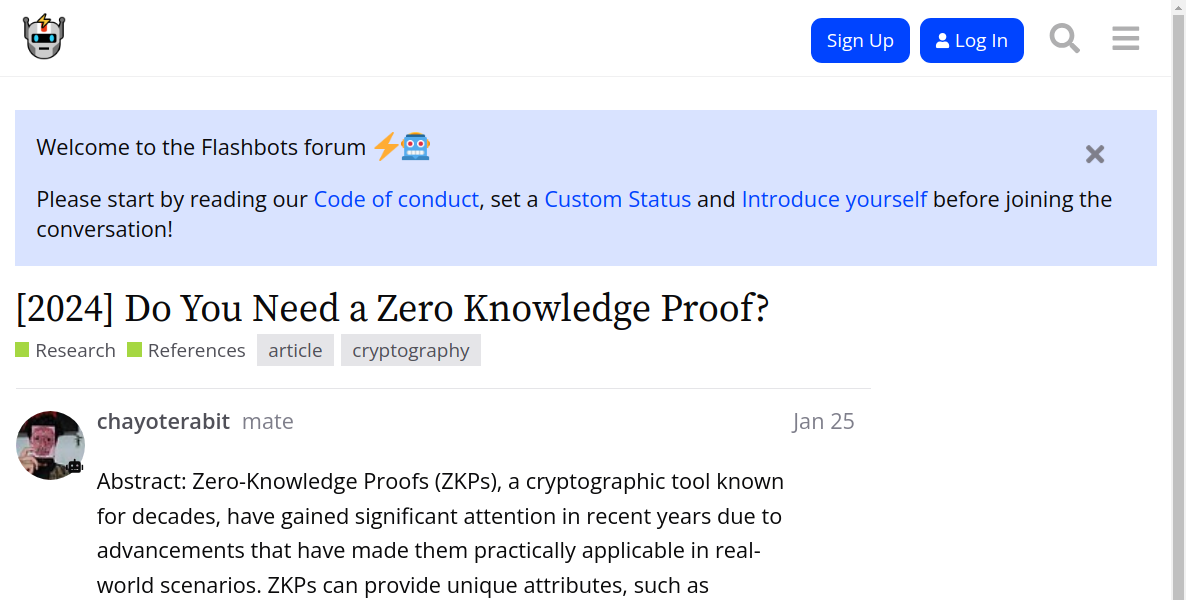 Sign Up
Log In
Welcome to the Flashbots forum
Please start by reading our Code of conduct, set a Custom Status and Introduce yourself before joining the
conversation!
[2024] Do You Need a Zero Knowledge Proof?
Research References article cryptography
chayoterabit mate Jan 25
Abstract: Zero-Knowledge Proofs (ZKPs), a cryptographic tool known
for decades, have gained significant attention in recent years due to
advancements that have made them practically applicable in real-
world scenarios. ZKPs can provide unique attributes, such as